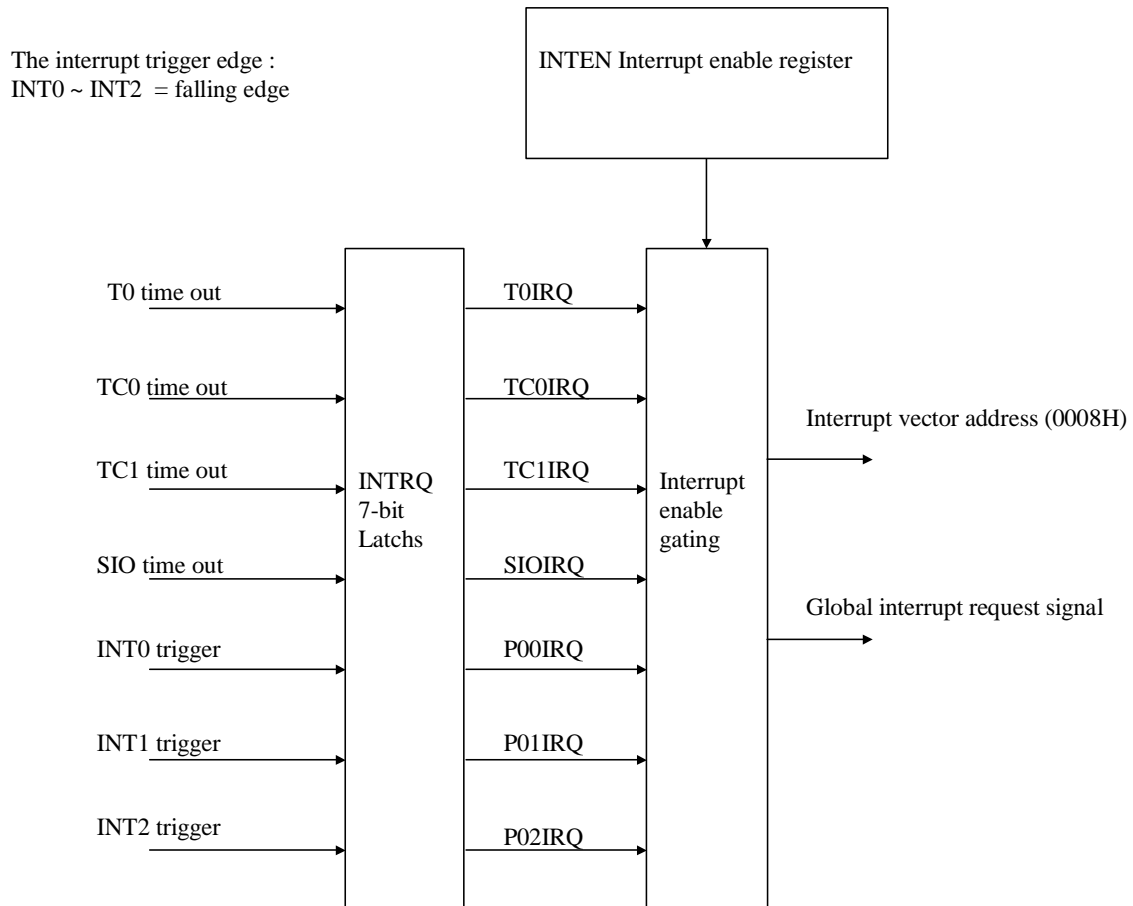 The interrupt trigger edge :
INT0 ~ INT2 = falling edge
INTEN Interrupt enable register
T0 time out
T0IRQ
TC0 time out
TC0IRQ
Interrupt vector address (0008H)
TC1 time out
INTRQ
7-bit
Latchs
TC1IRQ
Interrupt
enable
gating
SIO time out
SIOIRQ
Global interrupt request signal
INT0 trigger
P00IRQ
INT1 trigger
P01IRQ
INT2 trigger
P02IRQ